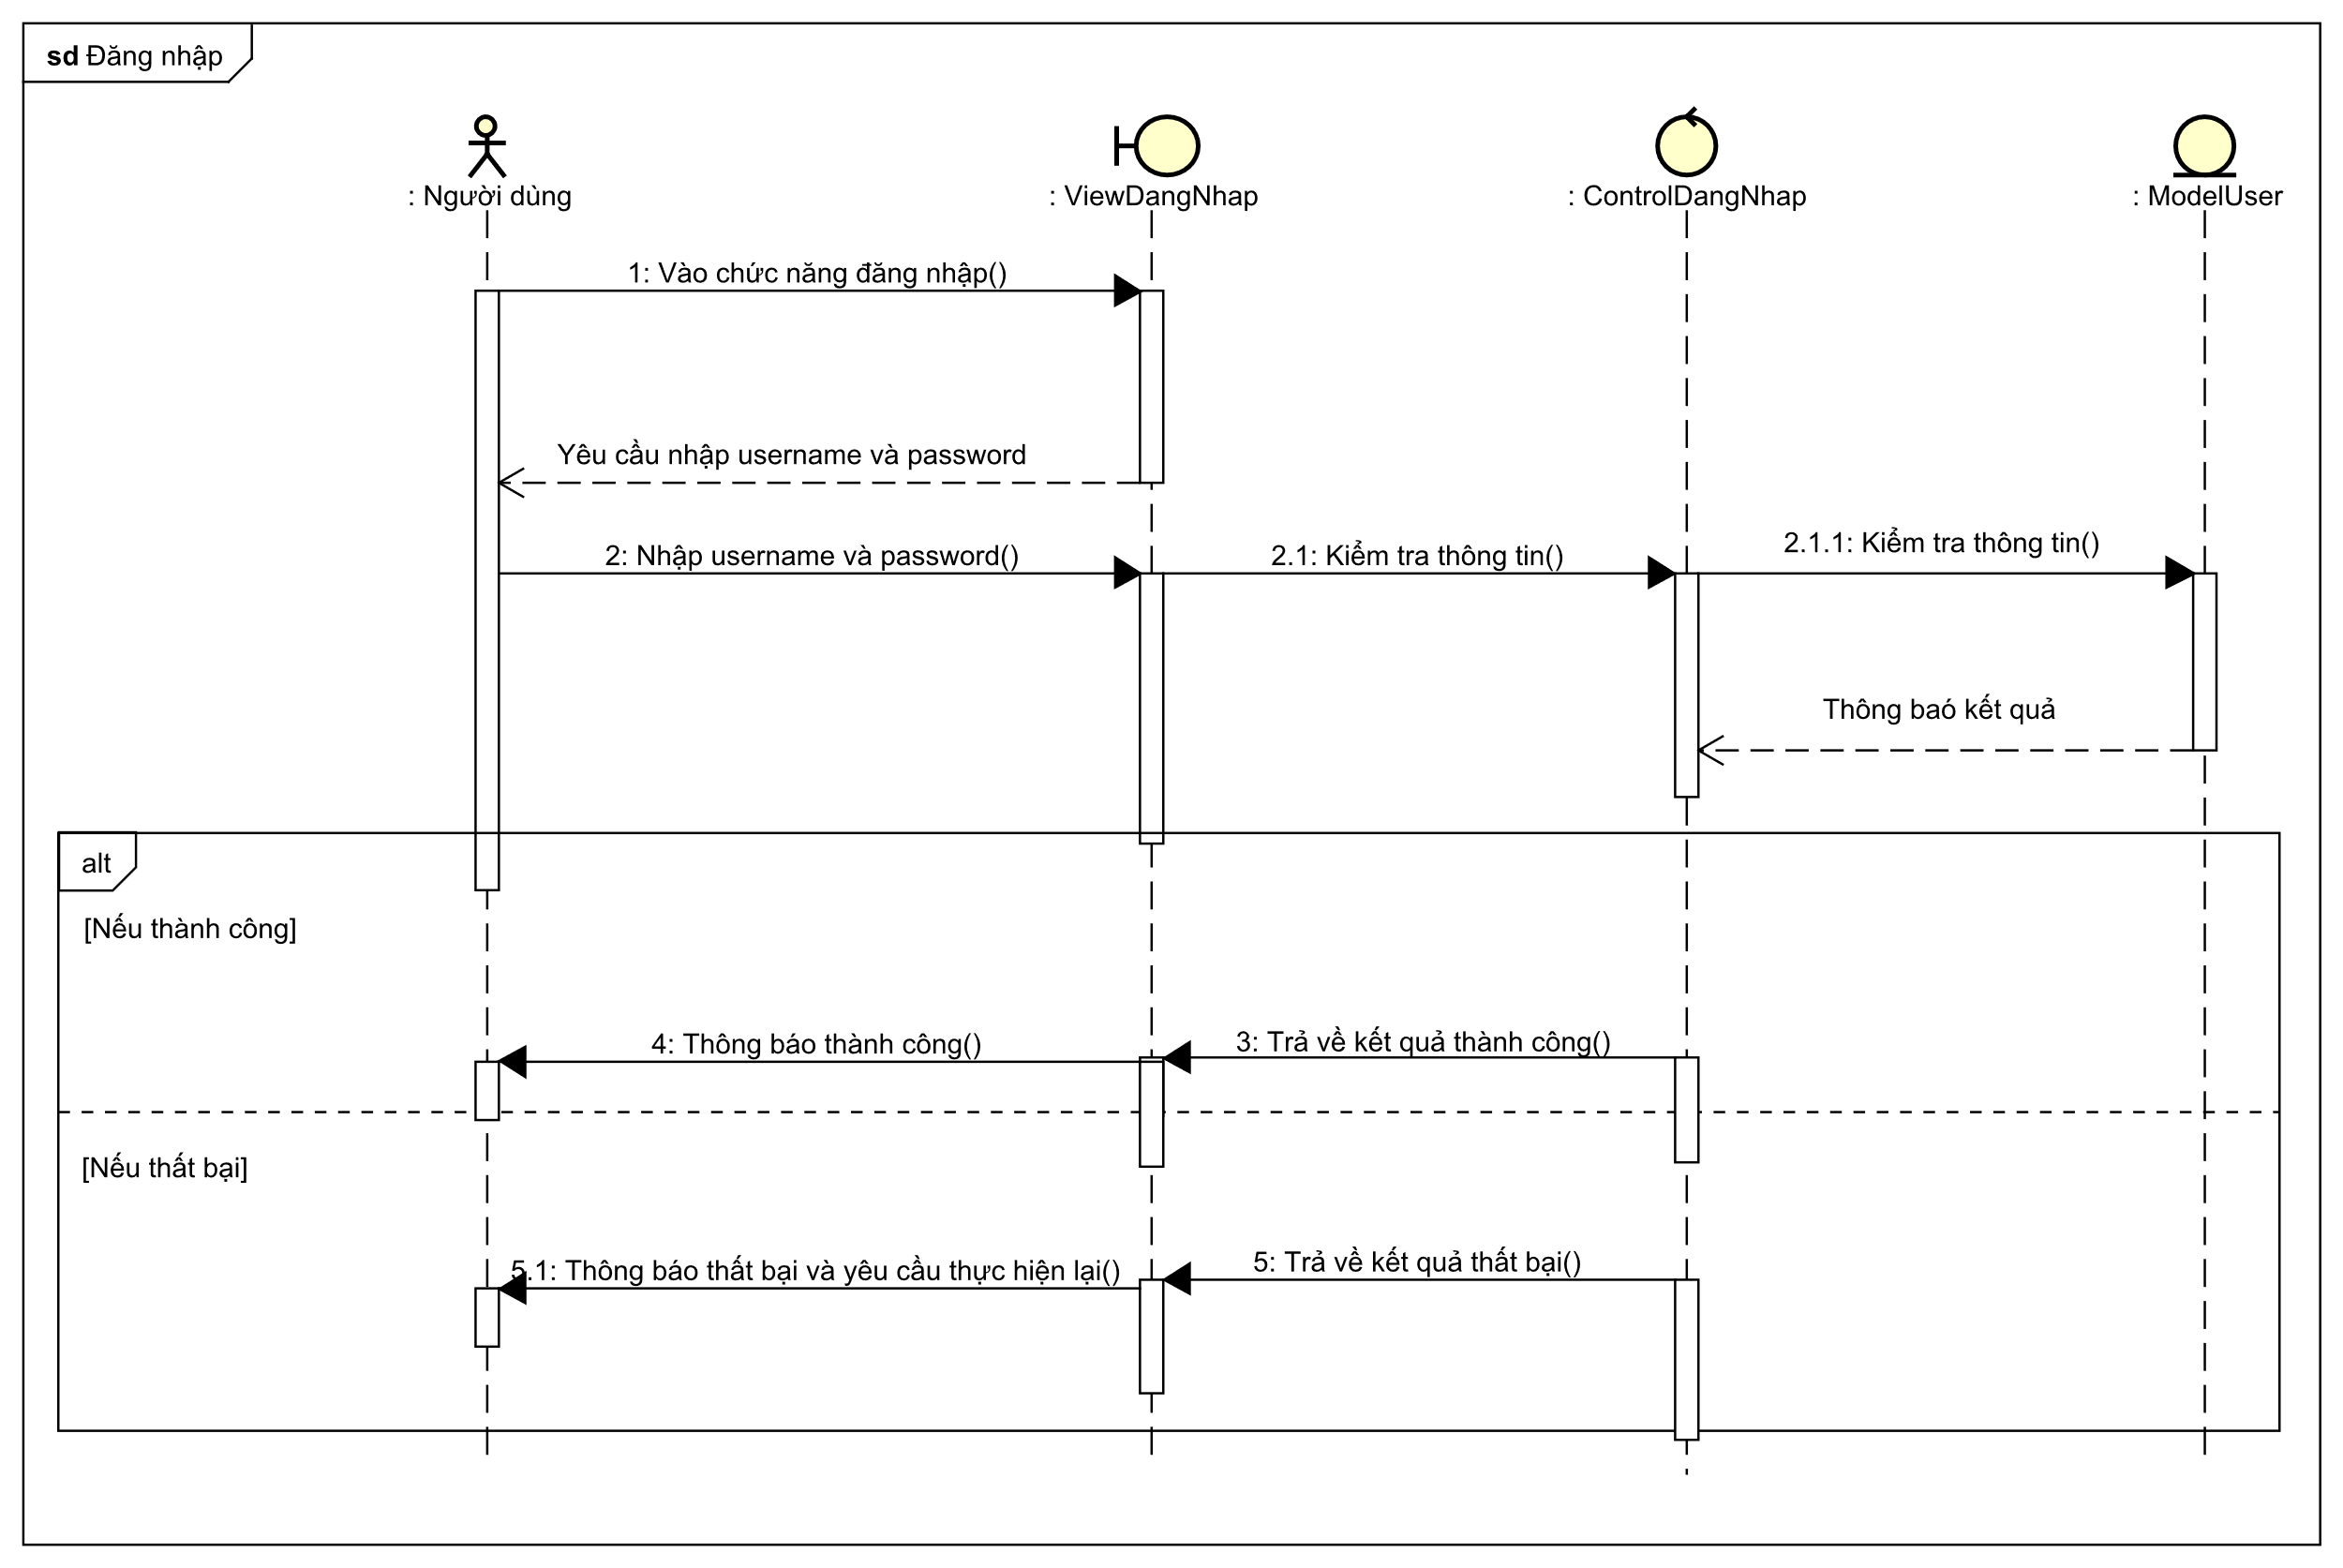 sd Đăng nhập
: Người dùng
: ViewDangNhap
: ControlDangNhap
: ModelUser
1: Vào chức năng đăng nhập()
Yêu cầu nhập username và password
2: Nhập username và password()
2.1: Kiểm tra thông tin()
2.1.1: Kiểm tra thông tin()
Thông baó kết quả
alt
[Nếu thành công]
4: Thông báo thành công()
3: Trả về kết quả thành công()
[Nếu thất bại]
5.1: Thông báo thất bại và yêu cầu thực hiện lại()
5: Trả về kết quả thất bại()